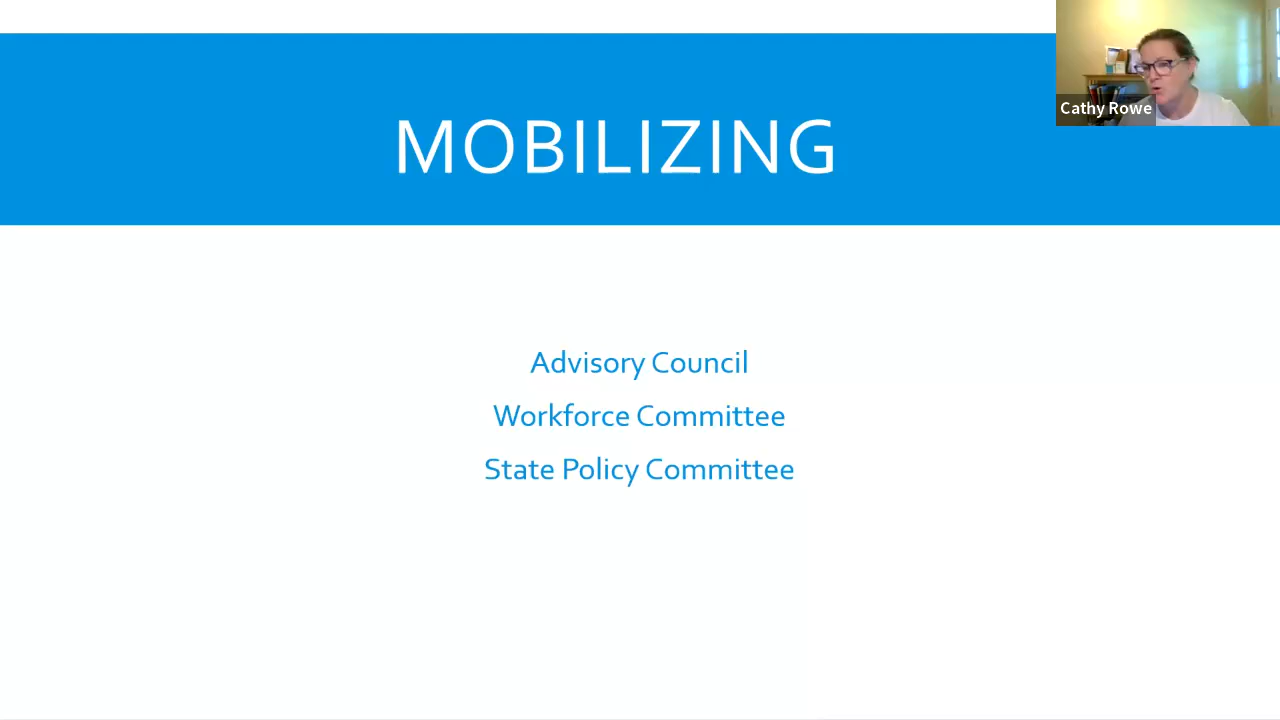 MOBILIZING
Cathy Rowe
Advisory Council
Workforce Committee
State Policy Committee